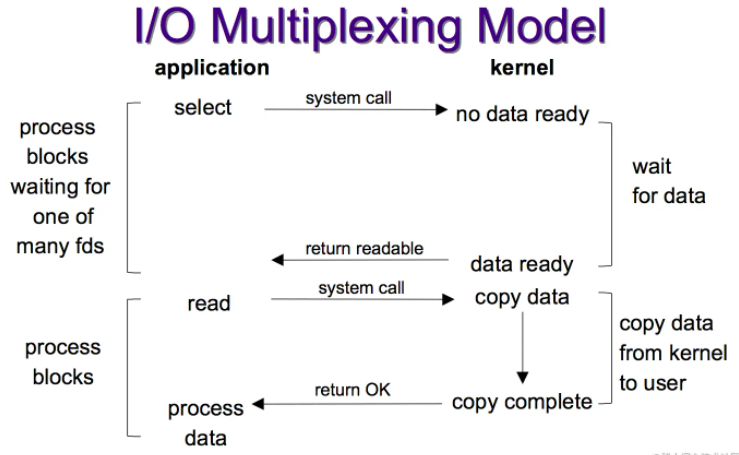 I/O Multiplexing Model
application
kernel
select
system call
no data ready
process
blocks
waiting for
one of
many fds
wait
for data
return readable
data ready
system call
read
copy data
process
blocks
copy data
from kernel
to user
return OK
copy complete
process
data